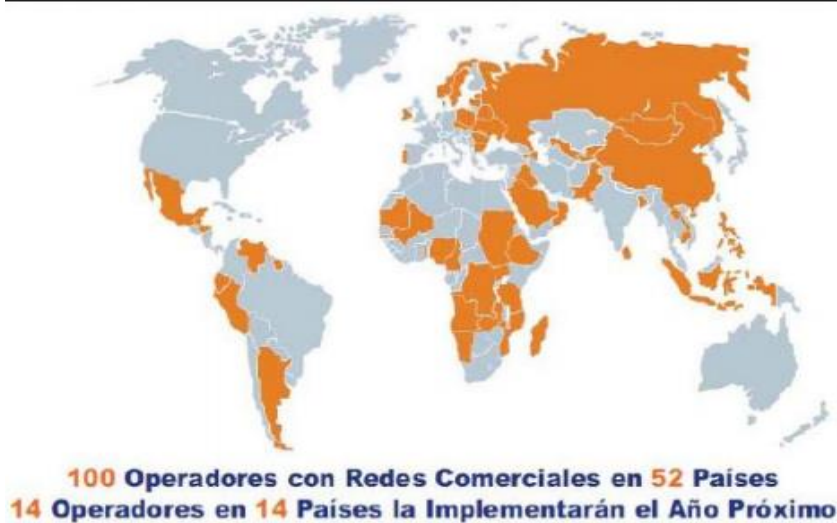 100 Operadores con Redes Comerciales en 52 Países
14 Operadores en 14 Países la Implementarán el Año Próximo